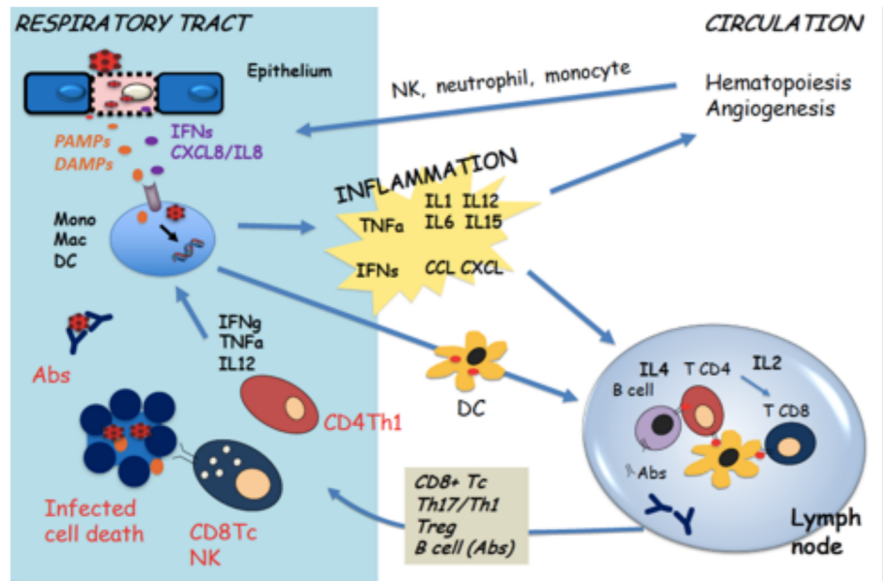 RESPIRATORY TRACT
CIRCULATION
Epithelium
NK, neutrophil, monocyte
Hematopoiesis
Angiogenesis
PAMPs
DAMPs
IFNs
CXCL8/IL8
INFLAMMATION
IL1 IL12
TNFa IL6 IL15
IFNs CCL CXCL
Mono
Mac
DC
IFNg
TNFa
IL12
Abs
CD4Th1
DC
IL4 T CD4 IL2
B cell
T CD8
Abs
Infected
cell death
CD8Tc
NK
CD8+ Tc
Th17/Th1
Treg
B cell (Abs)
Lymph
node